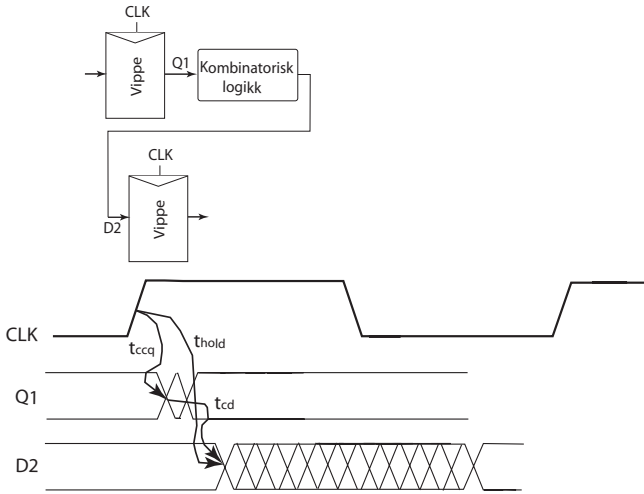 CLK
Vippe
Q1
Kombinatorisk
logikk
CLK
D2
Vippe
CLK
tccq
thold
Q1
tcd
D2